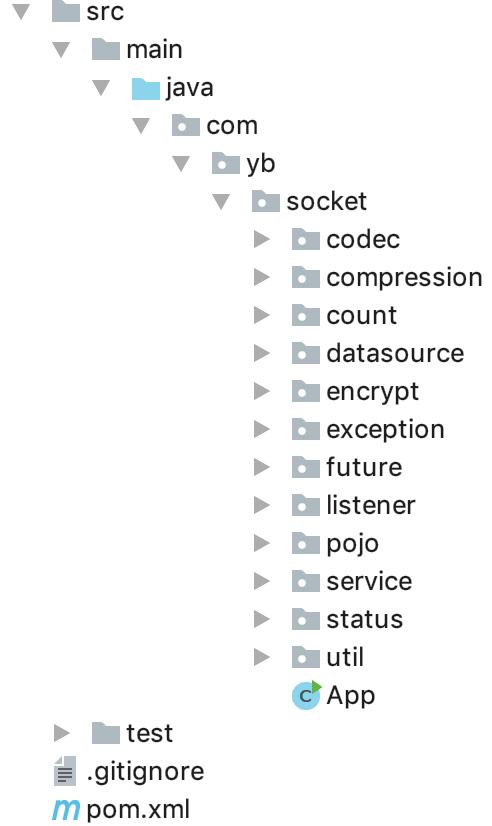 src
main
java
com
yb
socket
codec
compression
count
datasource
encrypt
exception
future
listener
pojo
service
status
util
C App
test
.gitignore
m pom.xml